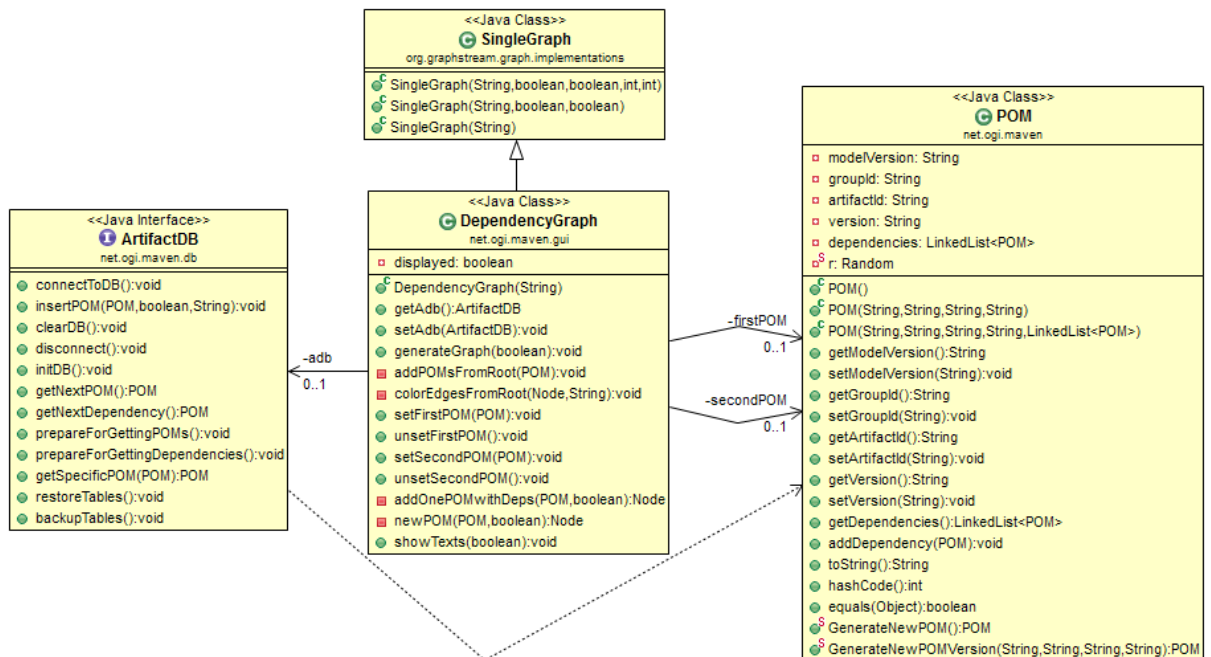 <<Java Class>>
SingleGraph
org.graphstream.graph.implementations
SingleGraph(String,boolean,boolean,int,int)
SingleGraph(String,boolean,boolean)
SingleGraph(String)
<<Java Interface>>
ArtifactDB
net.ogi.maven.db
connectToDB():void
insertPOM(POM,boolean,String):void
clearDB():void
disconnect():void
initDB():void
getNextPOM():POM
getNextDependency():POM
prepareForGettingPOMs():void
prepareForGettingDependencies():void
getSpecificPOM(POM):POM
restoreTables():void
backupTables():void
-adb
0..1
<<Java Class>>
DependencyGraph
net.ogi.maven.gui
displayed: boolean
DependencyGraph(String)
getAdb():ArtifactDB
setAdb(ArtifactDB):void
generateGraph(boolean):void
addPOMsFromRoot(POM):void
colorEdgesFromRoot(Node,String):void
setFirstPOM(POM):void
unsetFirstPOM():void
setSecondPOM(POM):void
unsetSecondPOM():void
addOnePOMwithDeps(POM,boolean):Node
newPOM(POM,boolean):Node
showTexts(boolean):void
-firstPOM
0..1
-secondPOM
0..1
<<Java Class>>
POM
net.ogi.maven
modelVersion: String
groupId: String
artifactId: String
version: String
dependencies: LinkedList<POM>
r: Random
POM()
POM(String,String,String,String)
POM(String,String,String,String,LinkedList<POM>)
getModelVersion():String
setModelVersion(String):void
getGroupId():String
setGroupId(String):void
getArtifactId():String
setArtifactId(String):void
getVersion():String
setVersion(String):void
getDependencies():LinkedList<POM>
addDependency(POM):void
toString():String
hashCode():int
equals(Object):boolean
GenerateNewPOM():POM
GenerateNewPOMVersion(String,String,String,String):POM